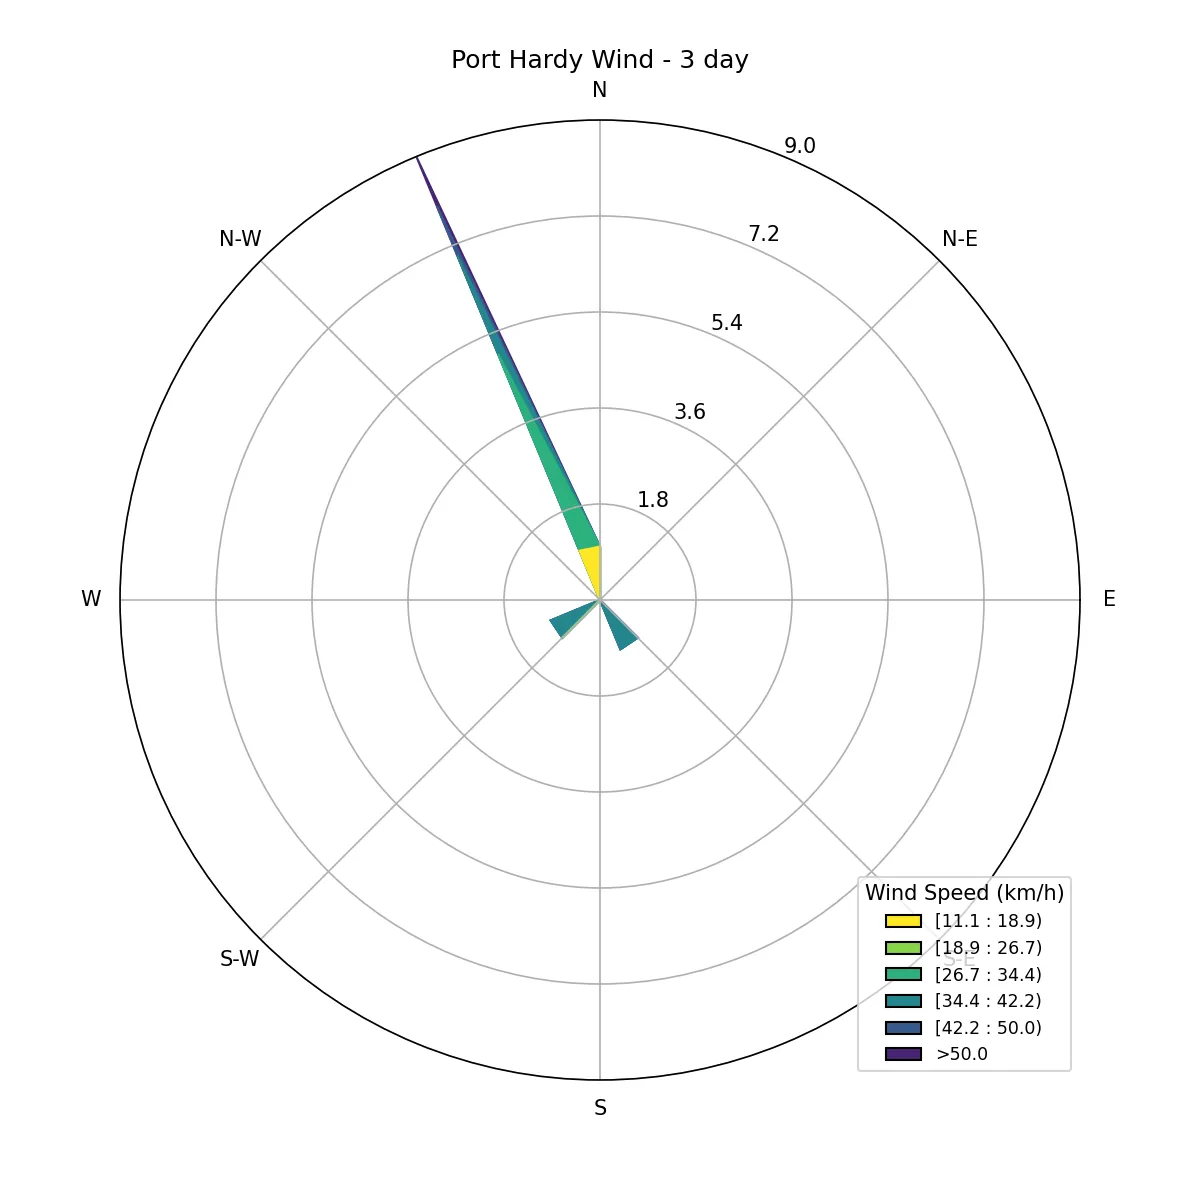 Port Hardy Wind - 3 day
N
9.0
N-W
N-E
7.2
5.4
3.6
1.8
W
E
S-W
S-E
Wind Speed (km/h)
[11.1 : 18.9)
[18.9 : 26.7)
[26.7 : 34.4)
[34.4 : 42.2)
[42.2 : 50.0)
>50.0
S